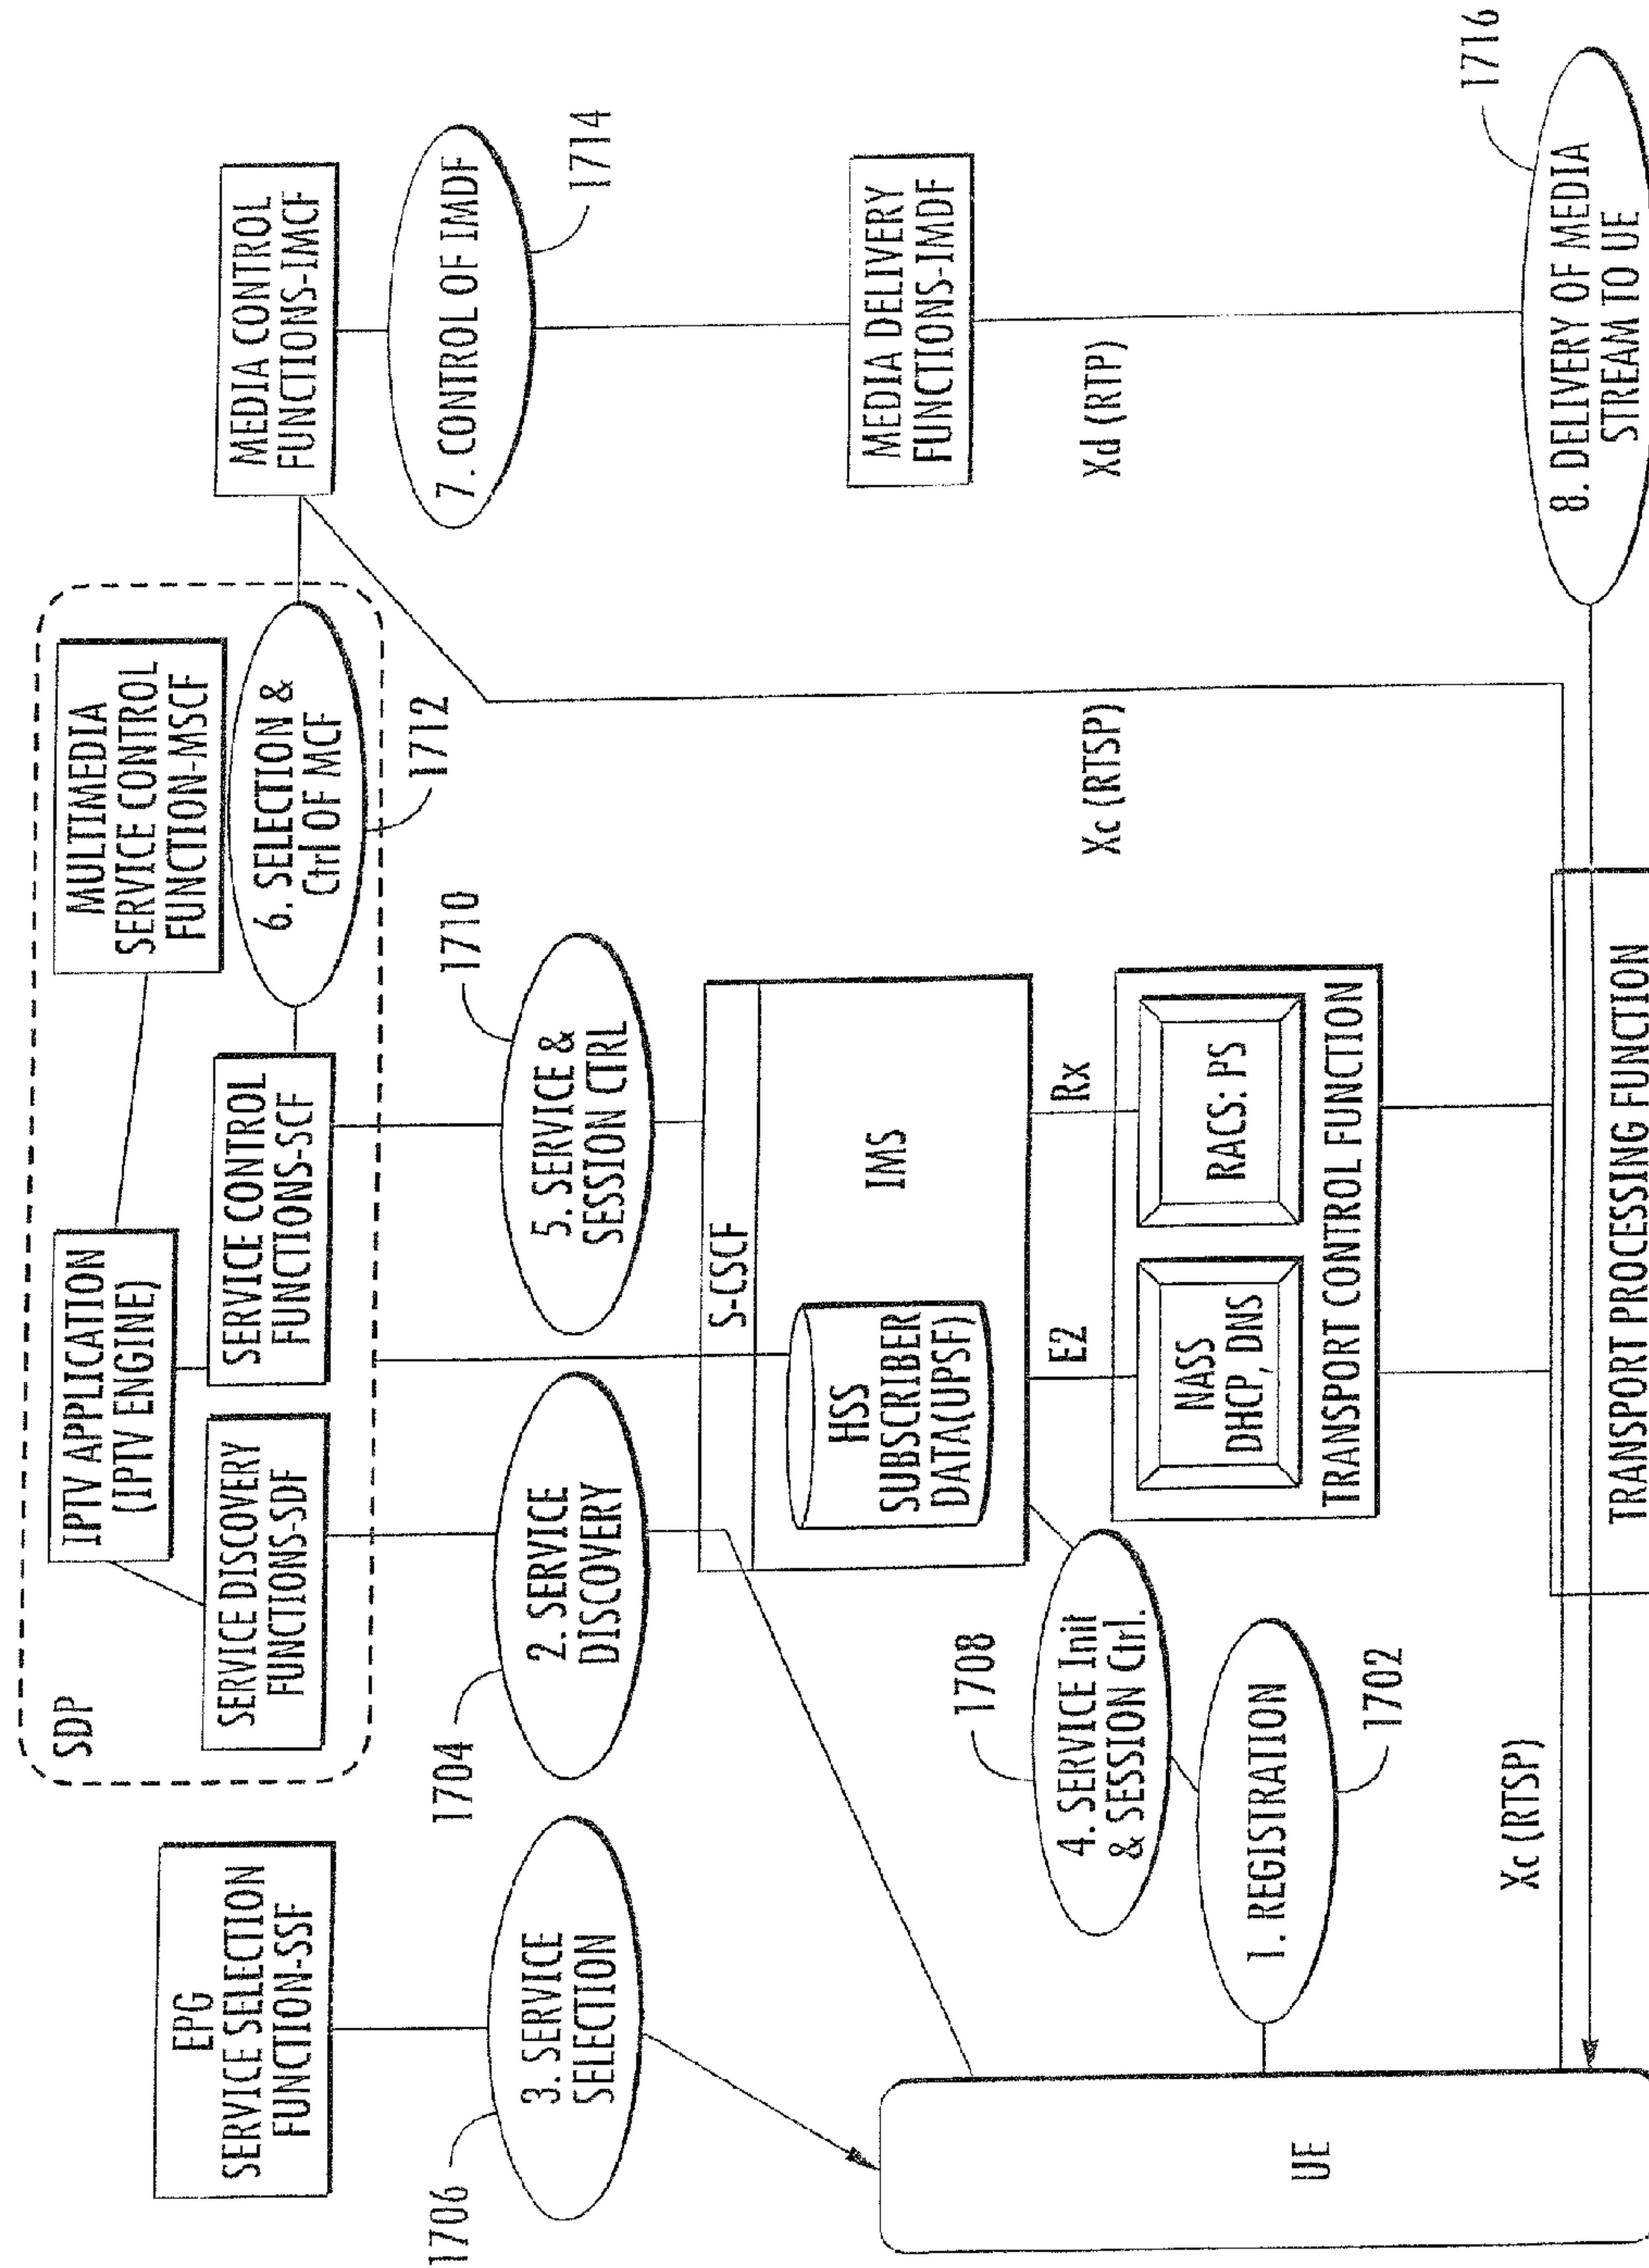 SDP
IPTV APPLICATION
(IPTV ENGINE)
MULTIMEDIA
SERVICE CONTROL
FUNCTION-MSCF
EPG
SERVICE SELECTION
FUNCTION-SSF
SERVICE DISCOVERY
FUNCTIONS-SDF
SERVICE CONTROL
FUNCTIONS-SCF
6. SELECTION &
Ctrl OF MCF
1712
MEDIA CONTROL
FUNCTIONS-IMCF
1706
3. SERVICE
SELECTION
1704
2. SERVICE
DISCOVERY
5. SERVICE &
SESSION CTRL
1710
7. CONTROL OF IMDF
1714
S-CSCF
HSS
SUBSCRIBER
DATA(UPSF)
IMS
MEDIA DELIVERY
FUNCTIONS-IMDF
1708
4. SERVICE Init
& SESSION Ctrl.
E2
Rx
Xc (RTSP)
Xd (RTP)
UE
1. REGISTRATION
1702
NASS
DHCP, DNS
RACS: PS
TRANSPORT CONTROL FUNCTION
1716
Xc (RTSP)
8. DELIVERY OF MEDIA
STREAM TO UE
TRANSPORT PROCESSING FUNCTION